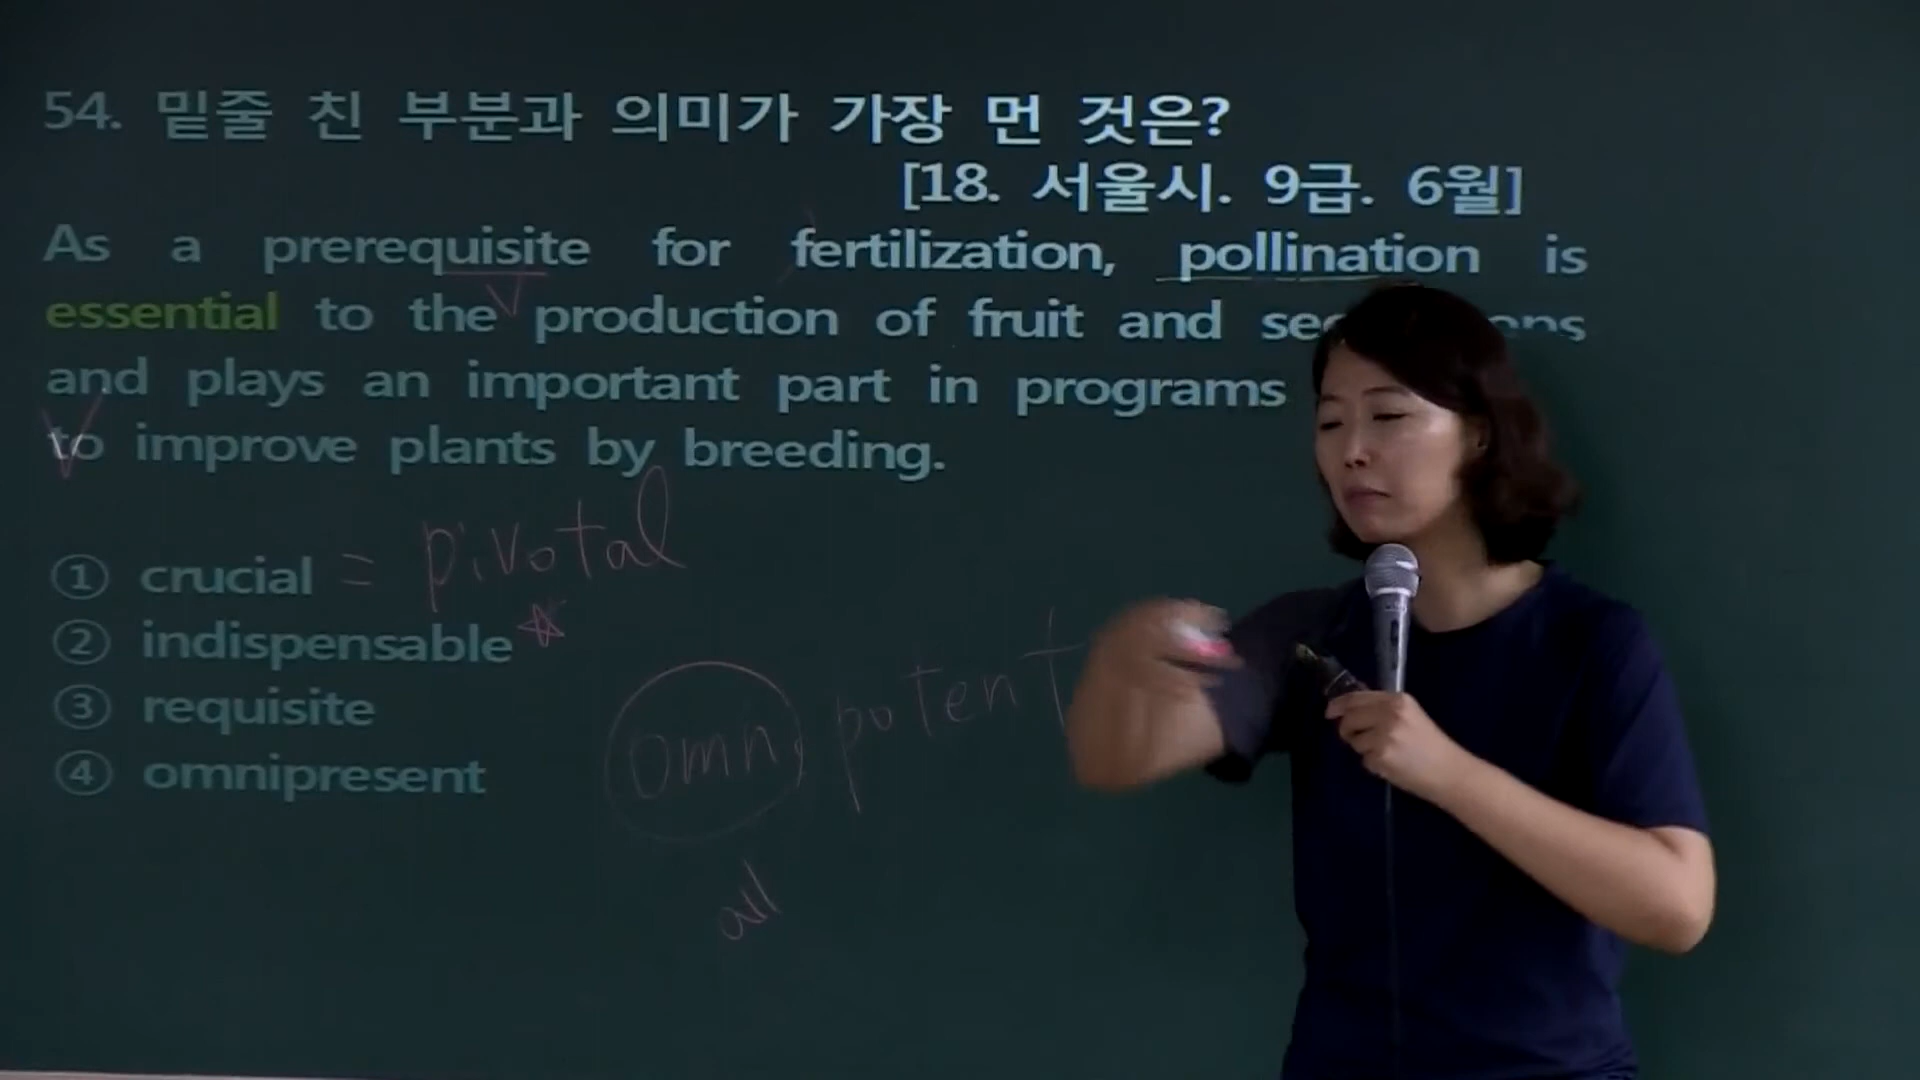 54. 밑줄 친 부분과 의미가 가장 먼 것은?
[18. 서울시. 9급. 6월]
As a prerequisite for fertilization, pollination is
essential to the production of fruit and
and plays an important part in programs
to improve plants by breeding.
① crucial = pivotal
② indispensable
③ requisite
④ omnipresent
omni potent
all